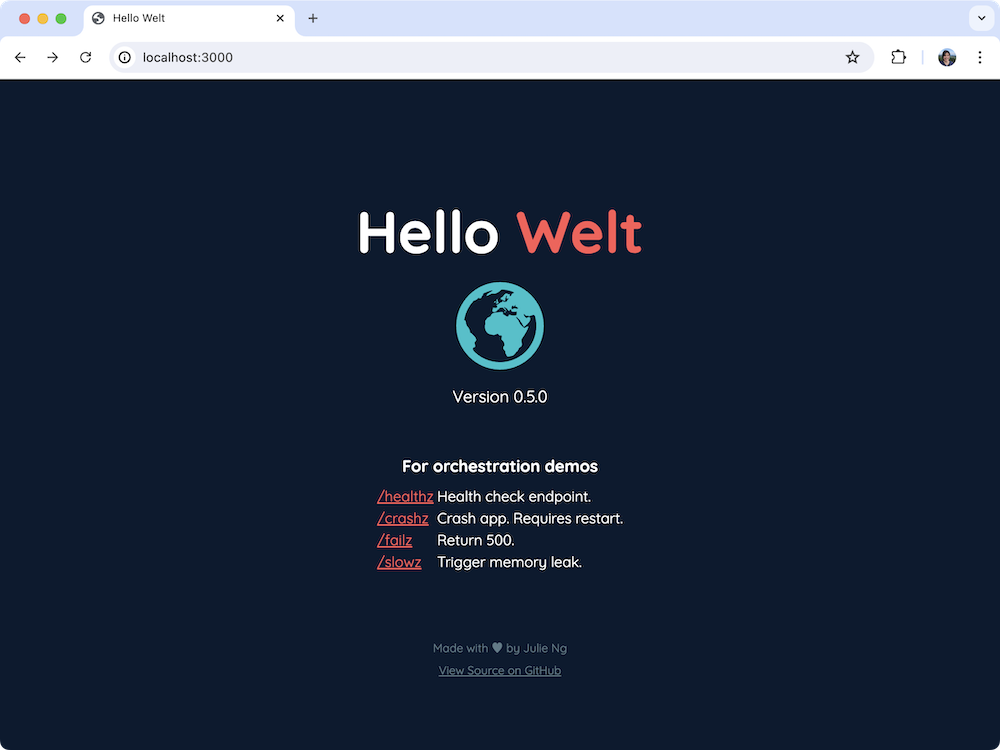 Hello Welt
localhost:3000
Hello Welt
Version 0.5.0
For orchestration demos
/healthz Health check endpoint.
/crashz Crash app. Requires restart.
/failz Return 500.
/slowz Trigger memory leak.
Made with ♥ by Julie Ng
View Source on GitHub